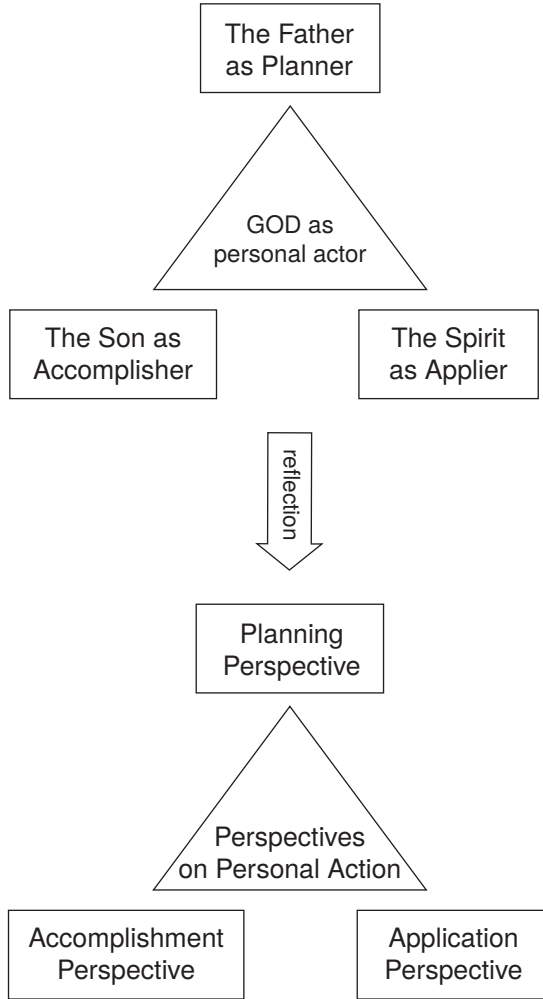 The Father
as Planner
GOD as
personal actor
The Son as
Accomplisher
The Spirit
as Applier
reflection
Planning
Perspective
Perspectives
on Personal Action
Accomplishment
Perspective
Application
Perspective